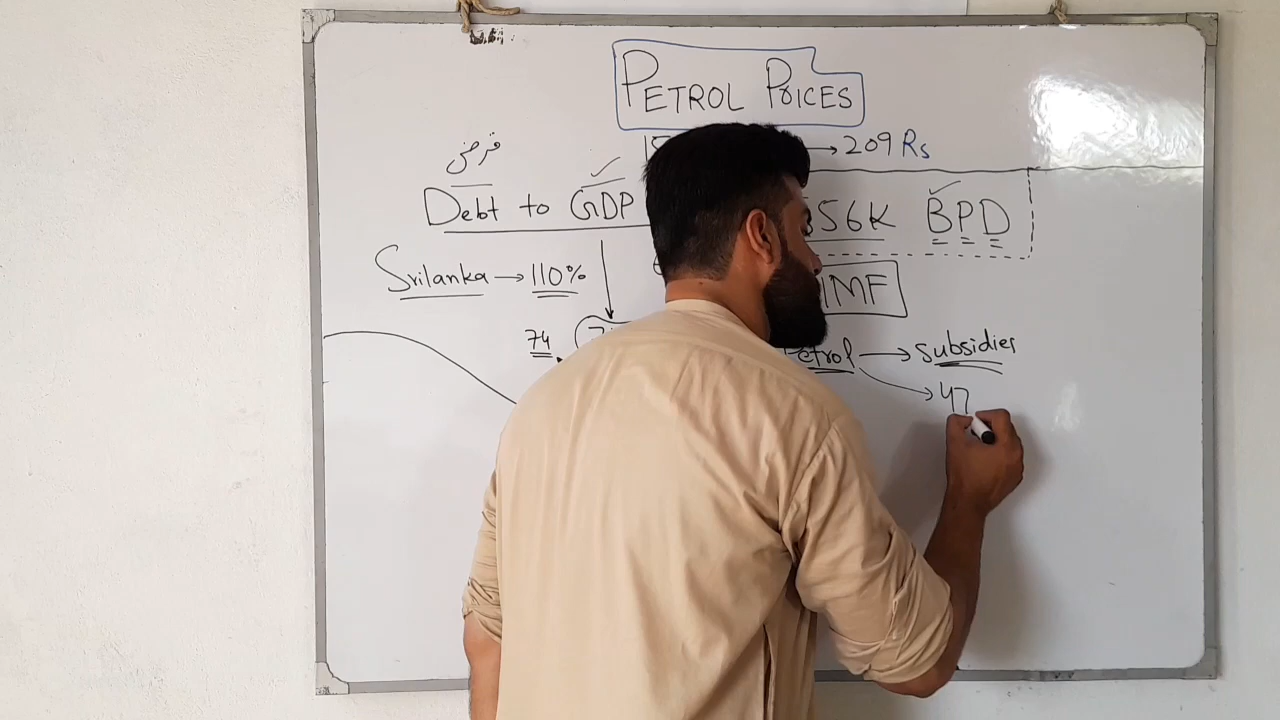 PETROL PRICES
→ 209 Rs
قرض
Debt to GDP
56K BPD
Srilanka → 110%
IMF
74
Petrol → Subsidies
→ 47